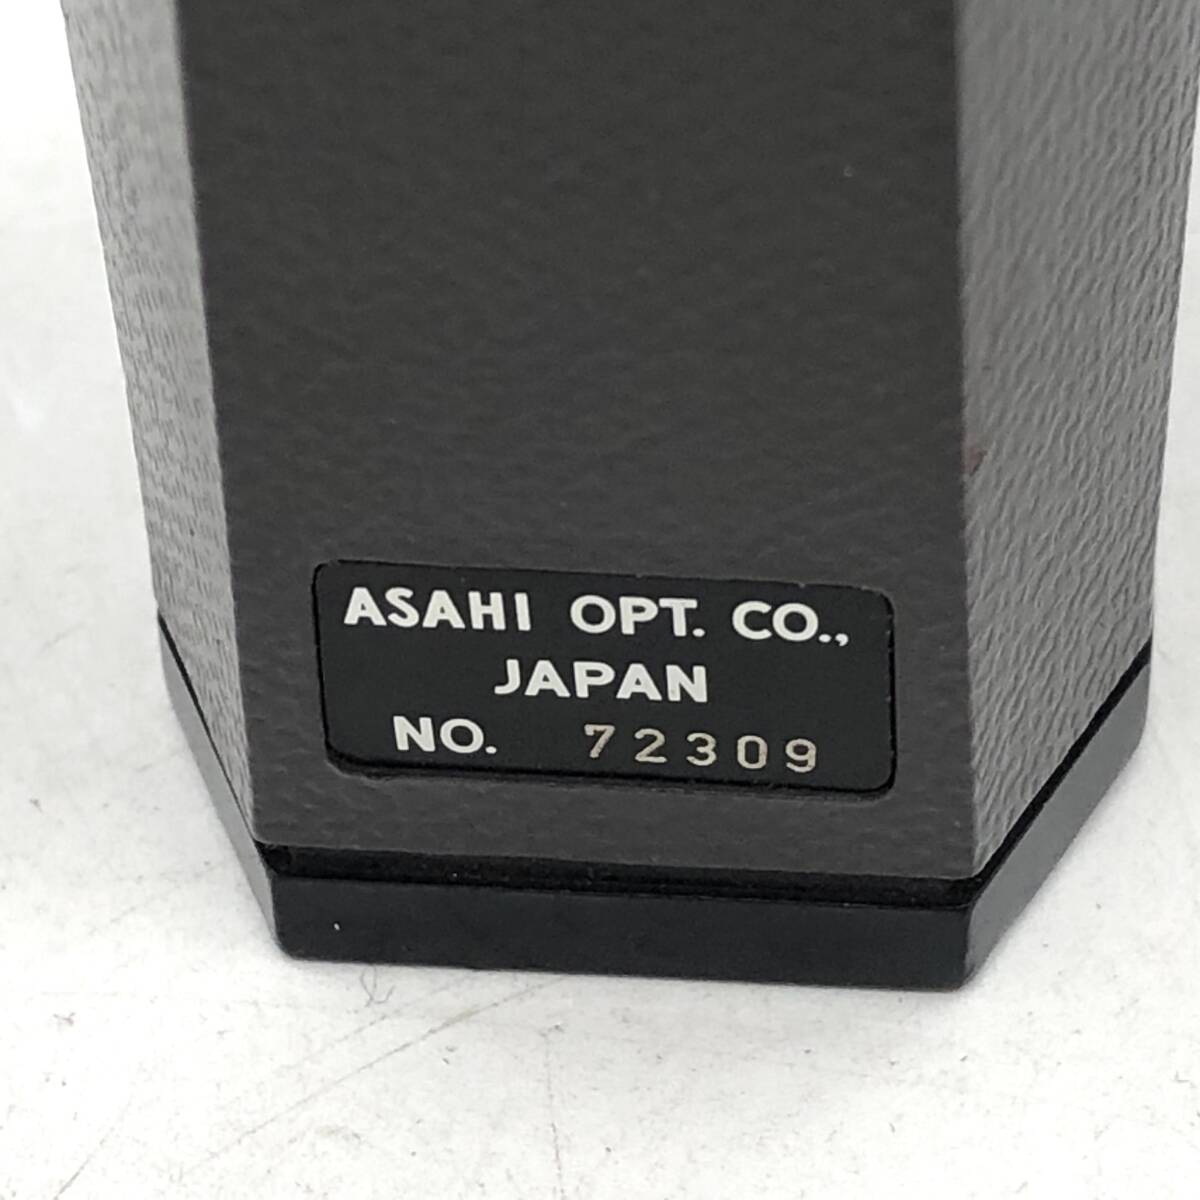 ASAHI OPT. CO.,
JAPAN
NO. 72309